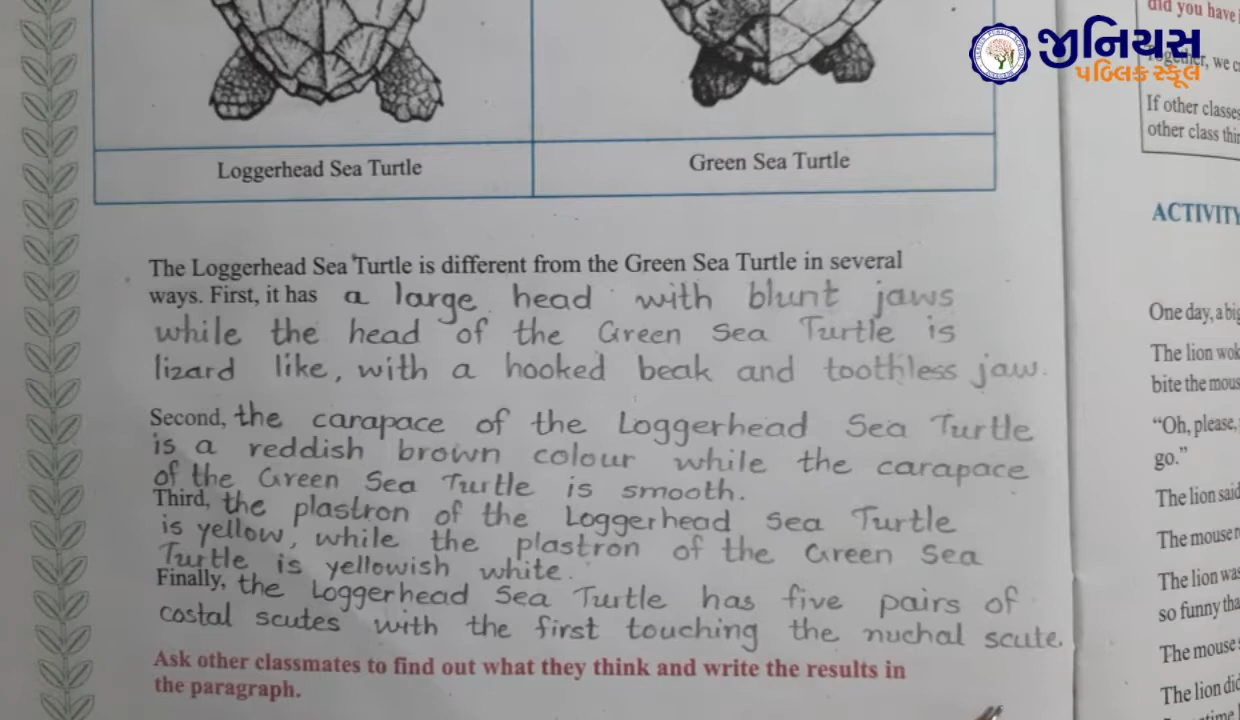 જીનિયસ
પબ્લિક સ્કૂલ
Loggerhead Sea Turtle
Green Sea Turtle
The Loggerhead Sea Turtle is different from the Green Sea Turtle in several
ways. First, it has a large head with blunt jaws
while the head of the Green Sea Turtle is
lizard like, with a hooked beak and toothless jaw.
Second, the carapace of the Loggerhead Sea Turtle
is a reddish brown colour while the carapace
of the Green Sea Turtle is smooth.
Third, the plastron of the Loggerhead Sea Turtle
is yellow, while the plastron of the Green Sea
Turtle is yellowish white.
Finally, the Loggerhead Sea Turtle has five pairs of
costal scutes with the first touching the nuchal scute.
Ask other classmates to find out what they think and write the results in
the paragraph.
did you have
we
If other classes
other class
ACTIVITY
One day, a
The lion
bite the
"Oh, please,
go."
The lion said
The mouse
The lion was
so funny
The mouse
The lion did